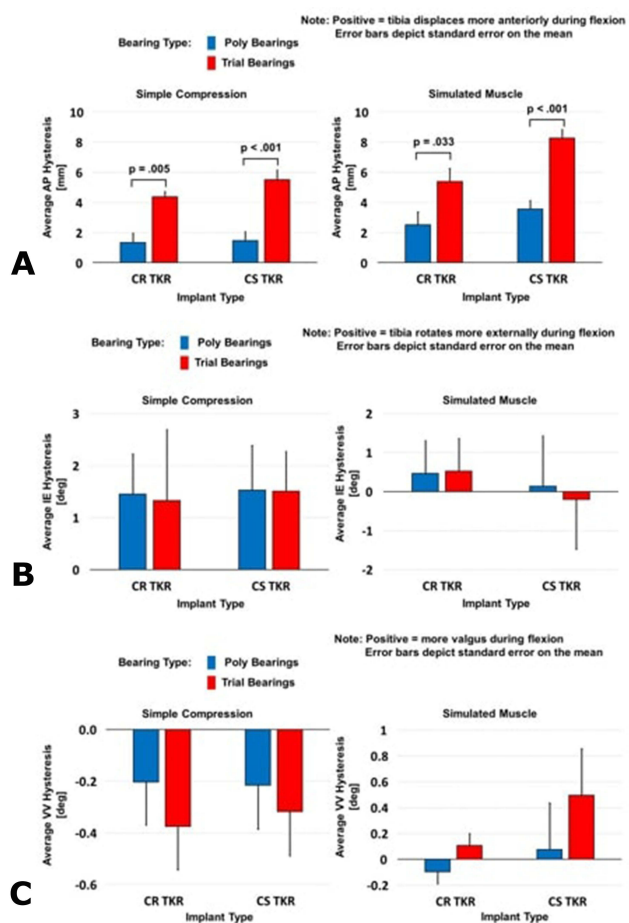 Note: Positive = tibia displaces more anteriorly during flexion
Error bars depict standard error on the mean
Bearing Type:
Poly Bearings
Trial Bearings
Simple Compression
Average AP Hysteresis
[mm]
10
8
6
4
2
0
p = .005
p < .001
CR TKR
CS TKR
Implant Type
Simulated Muscle
Average AP Hysteresis
[mm]
10
8
6
4
2
0
p = .033
p < .001
CR TKR
CS TKR
Implant Type
A
Note: Positive = tibia rotates more externally during flexion
Error bars depict standard error on the mean
Bearing Type:
Poly Bearings
Trial Bearings
Simple Compression
Average IE Hysteresis
[deg]
3
2
1
0
CR TKR
CS TKR
Implant Type
Simulated Muscle
Average IE Hysteresis
[deg]
2
1
0
-1
-2
CR TKR
CS TKR
Implant Type
B
Note: Positive = more valgus during flexion
Error bars depict standard error on the mean
Bearing Type:
Poly Bearings
Trial Bearings
Simple Compression
Average VV Hysteresis
[deg]
0.0
-0.2
-0.4
-0.6
CR TKR
CS TKR
Implant Type
Simulated Muscle
Average VV Hysteresis
[deg]
1
0.8
0.6
0.4
0.2
0
-0.2
CR TKR
CS TKR
Implant Type
C